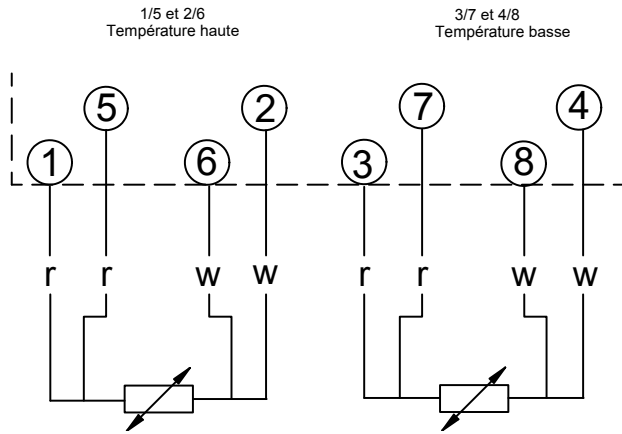 1/5 et 2/6
Température haute
3/7 et 4/8
Température basse
5
2
7
4
1
6
3
8
r
r
w
w
r
r
w
w